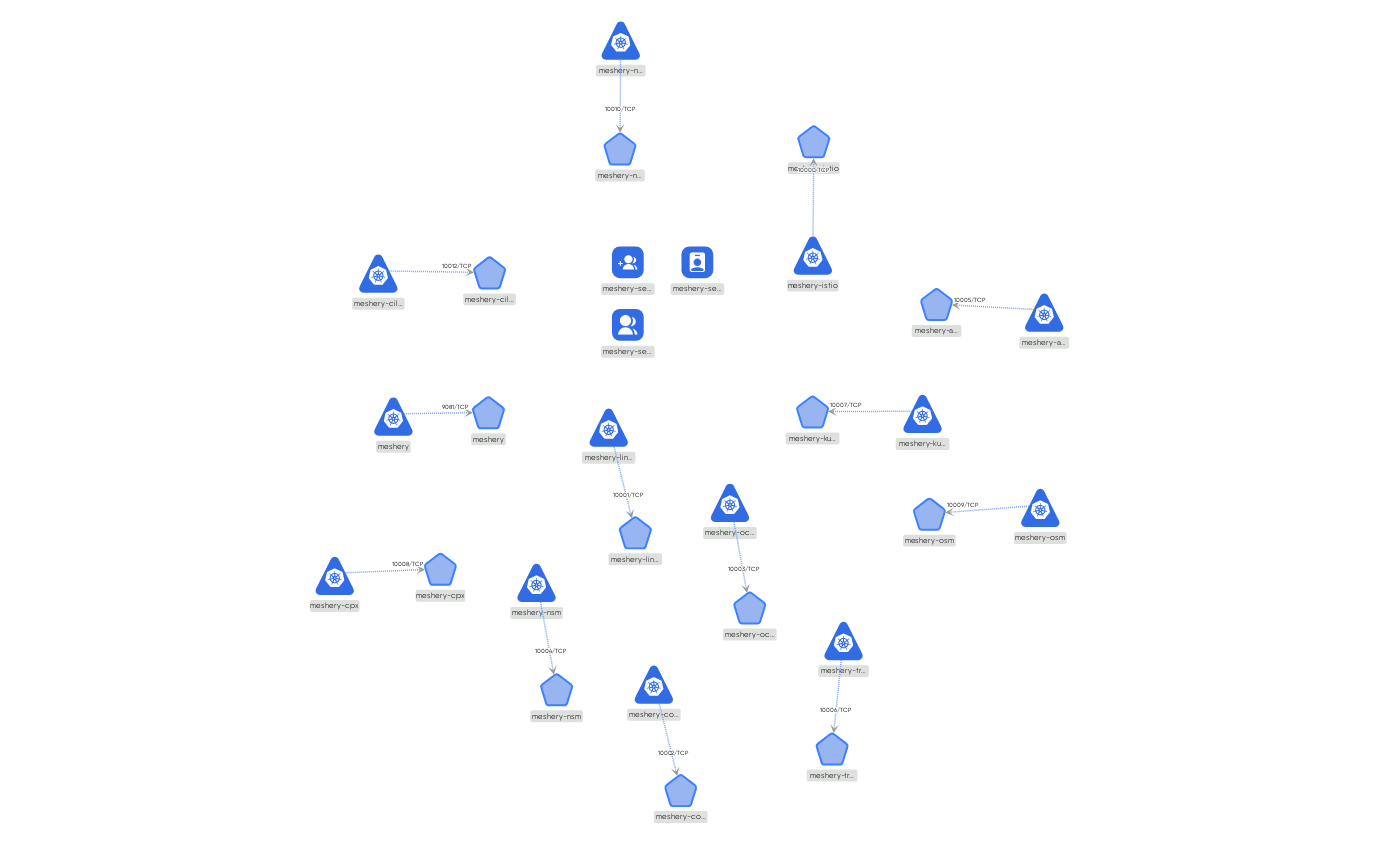 meshery-n...
10010/TCP
meshery-n...
meshery-istio
10000/TCP
meshery-istio
10012/TCP
meshery-cil...
meshery-cil...
meshery-se...
meshery-se...
meshery-se...
10005/TCP
meshery-a...
meshery-a...
9081/TCP
meshery
meshery
meshery-lin...
10001/TCP
meshery-lin...
10007/TCP
meshery-ku...
meshery-ku...
meshery-oc...
10003/TCP
meshery-oc...
10009/TCP
meshery-osm
meshery-osm
10008/TCP
meshery-cpx
meshery-cpx
meshery-nsm
10004/TCP
meshery-nsm
meshery-co...
10002/TCP
meshery-co...
meshery-tr...
10006/TCP
meshery-tr...